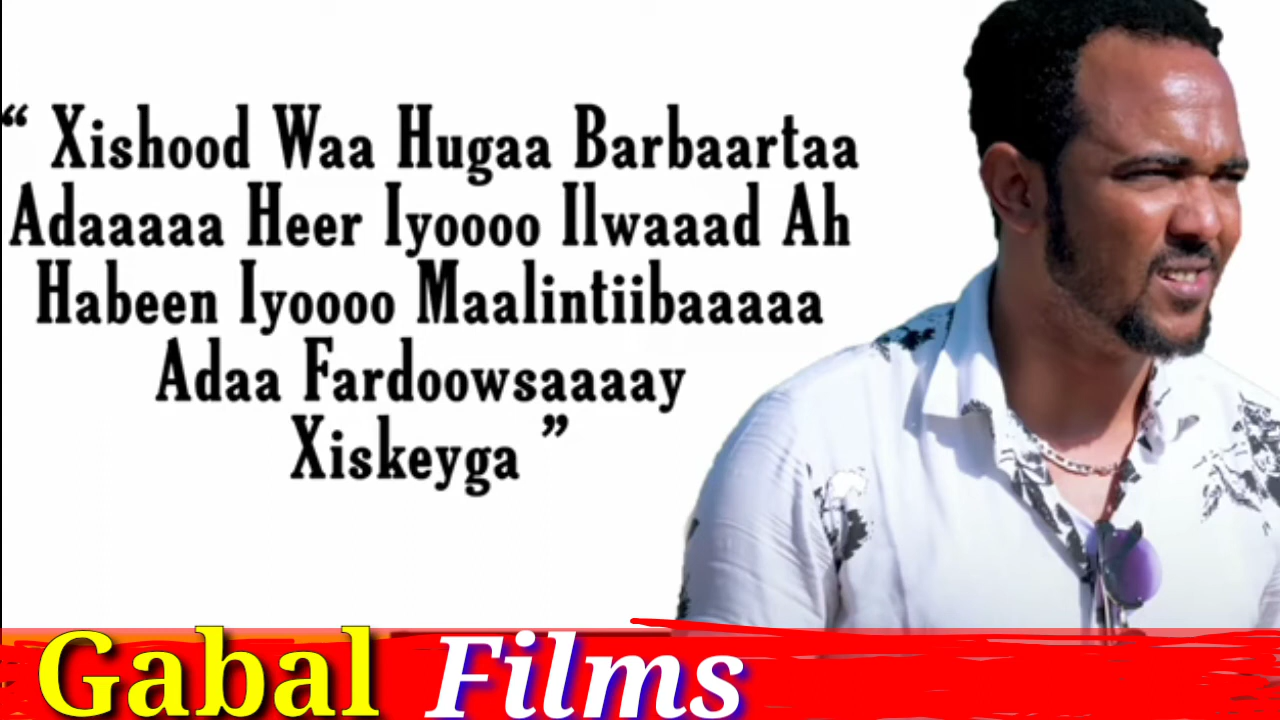 “ Xishood Waa Hugaa Barbaartaa
Adaaaaa Heer Iyoooo Ilwaaad Ah
Habeen Iyoooo Maalintiibaaaaa
Adaa Fardoowsaaaay
Xiskeyga ”
Gabal Films